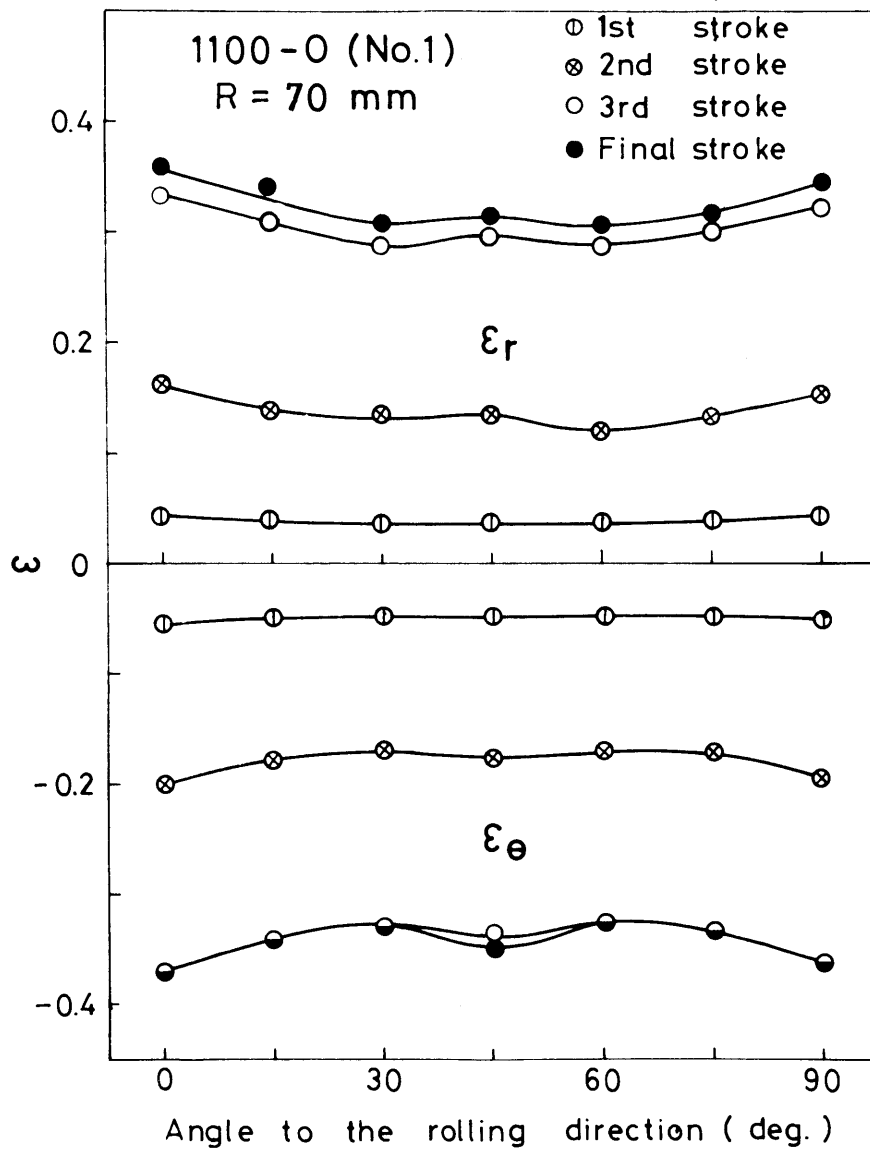 1100-O (No.1)
R = 70 mm
1st stroke
2nd stroke
3rd stroke
Final stroke
0.4
0.2
0
-0.2
-0.4
ε
εr
εθ
0 30 60 90
Angle to the rolling direction (deg.)